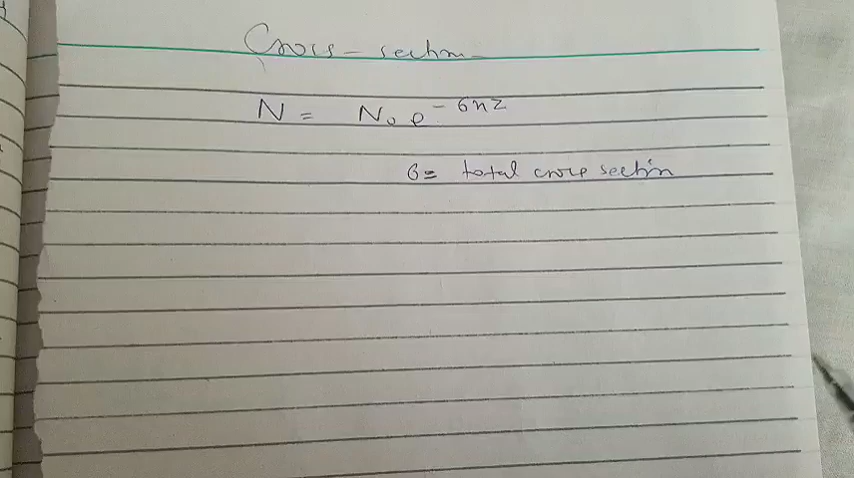 Cross-section
N = N₀ e^-σnz
σ = total cross section